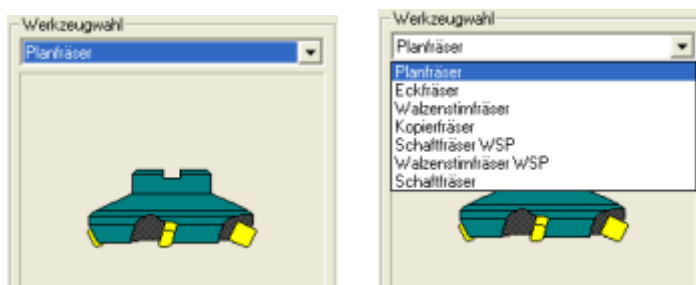 Werkzeugwahl
Planfräser
Werkzeugwahl
Planfräser
Planfräser
Eckfräser
Walzenstirnfräser
Kopierfräser
Schaftfräser WSP
Walzenstirnfräser WSP
Schaftfräser